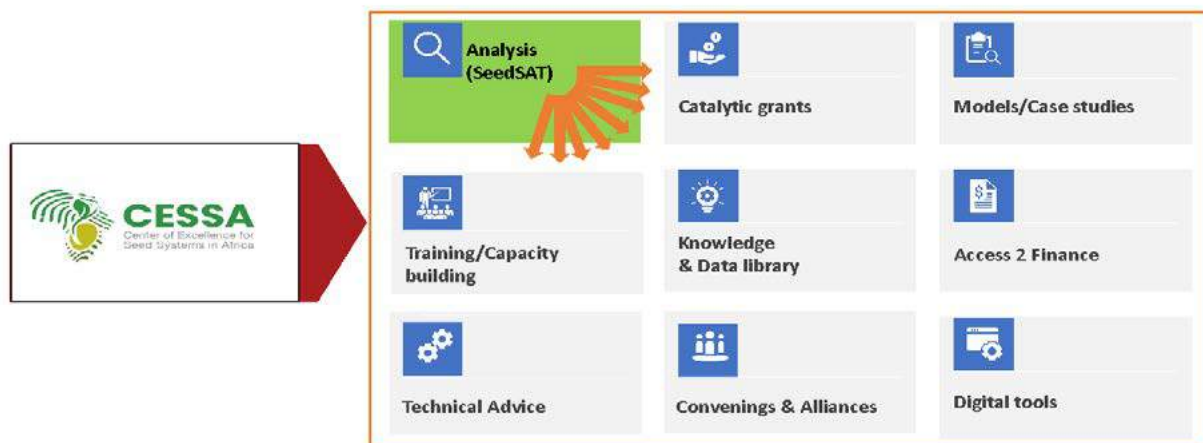 CESSA
Center of Excellence for
Seed Systems in Africa
Analysis
(SeedSAT)
Catalytic grants
Models/Case studies
Training/Capacity
building
Knowledge
& Data library
Access 2 Finance
Technical Advice
Convenings & Alliances
Digital tools